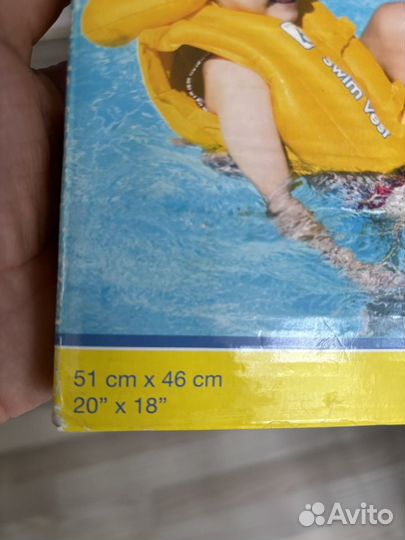 Swim Vest
51 cm x 46 cm
20” x 18”
Avito